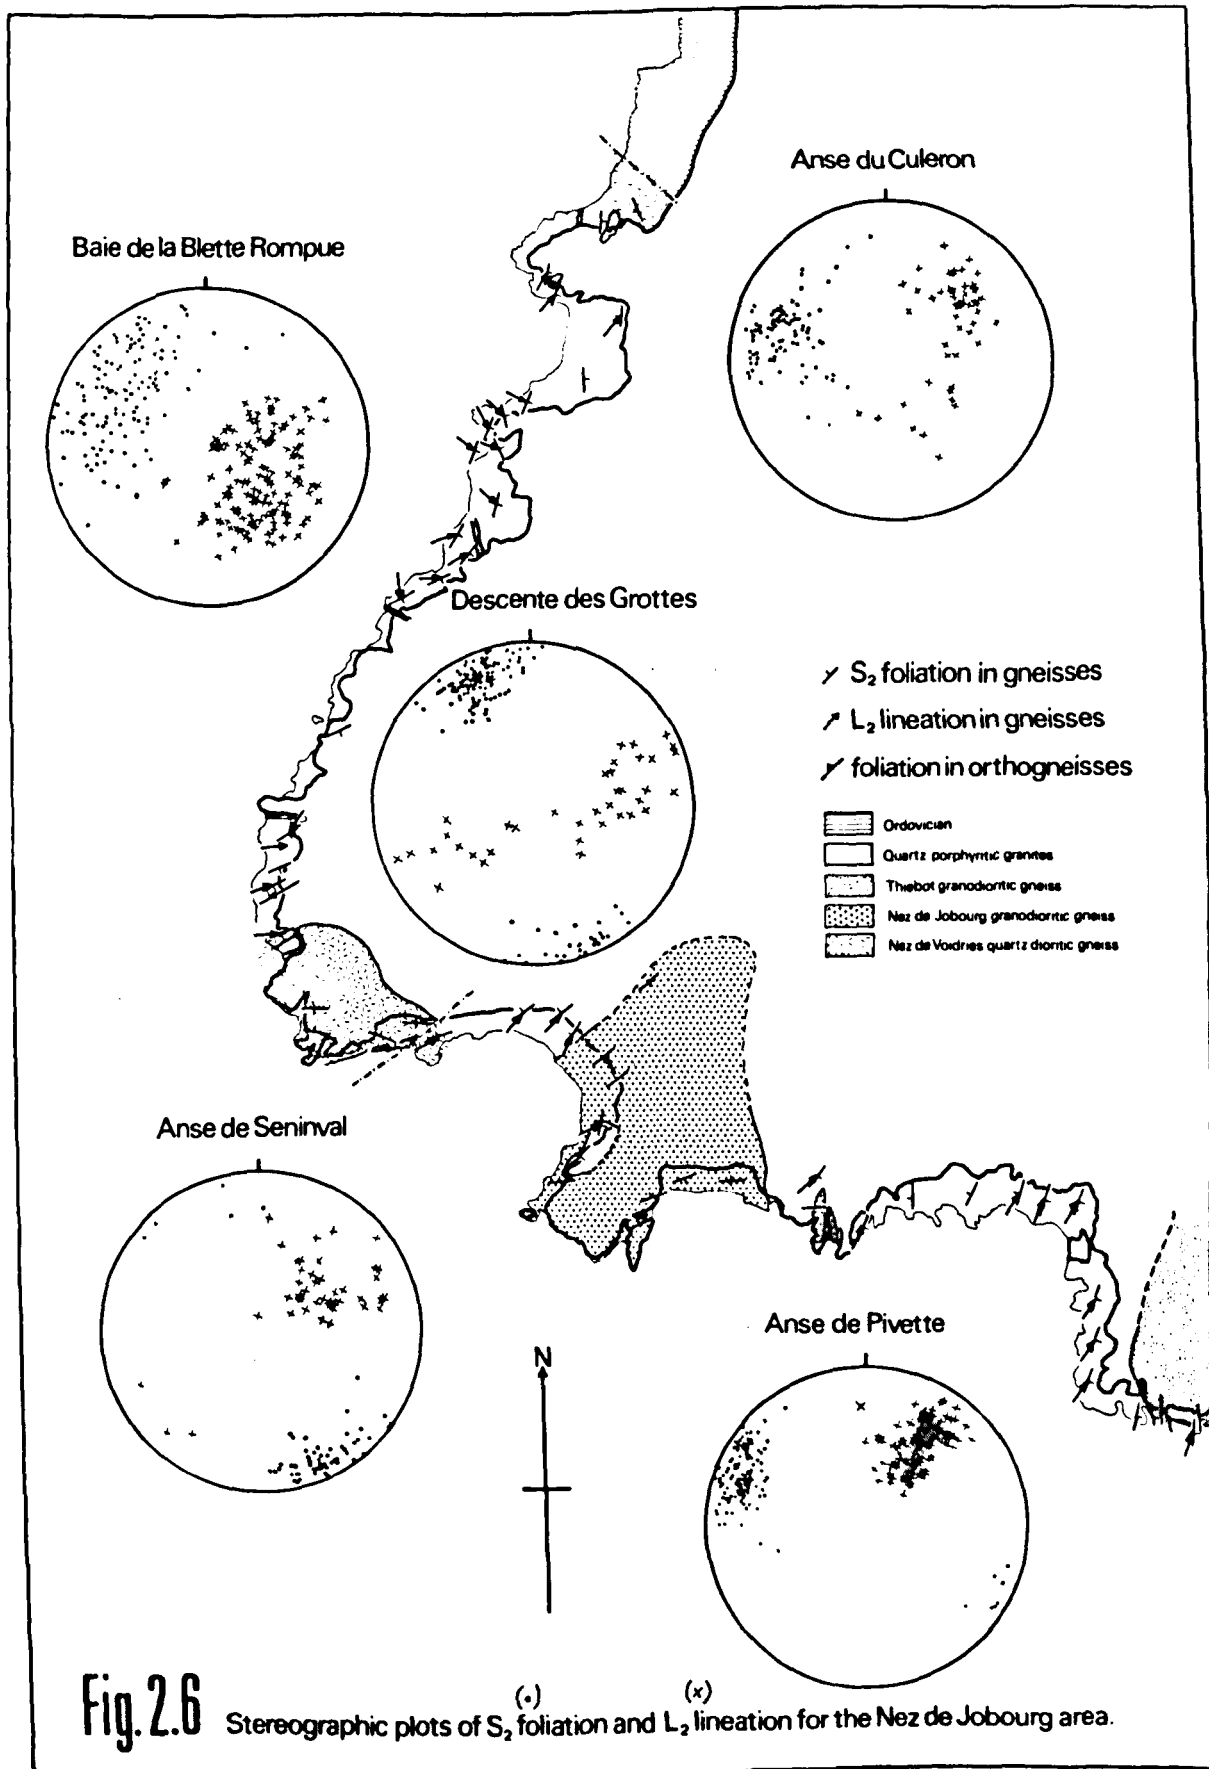 Anse du Culeron
Baie de la Blette Rompue
Descente des Grottes
S₂ foliation in gneisses
L₂ lineation in gneisses
foliation in orthogneisses
Ordovician
Quartz porphyritic granites
Thiebot granodioritic gneiss
Nez de Jobourg granodioritic gneiss
Nez de Voidries quartz dioritic gneiss
Anse de Seninval
Anse de Pivette
N
(•) (x)
Fig. 2.6 Stereographic plots of S₂ foliation and L₂ lineation for the Nez de Jobourg area.